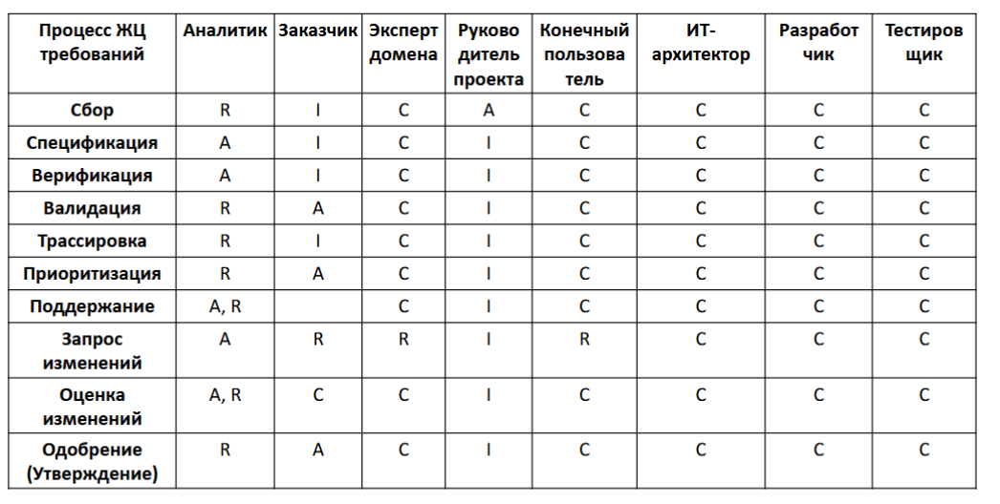 Процесс ЖЦ требований Аналитик Заказчик Эксперт домена Руково дитель проекта Конечный пользова тель ИТ-архитектор Разработ чик Тестиров щик
Сбор R I C A C C C C
Спецификация A I C I C C C C
Верификация A I C I C C C C
Валидация R A C I C C C C
Трассировка R I C I C C C C
Приоритизация R A C I C C C C
Поддержание A, R C I C C C C
Запрос изменений A R R I R C C C
Оценка изменений A, R C C I C C C C
Одобрение (Утверждение) R A C I C C C C